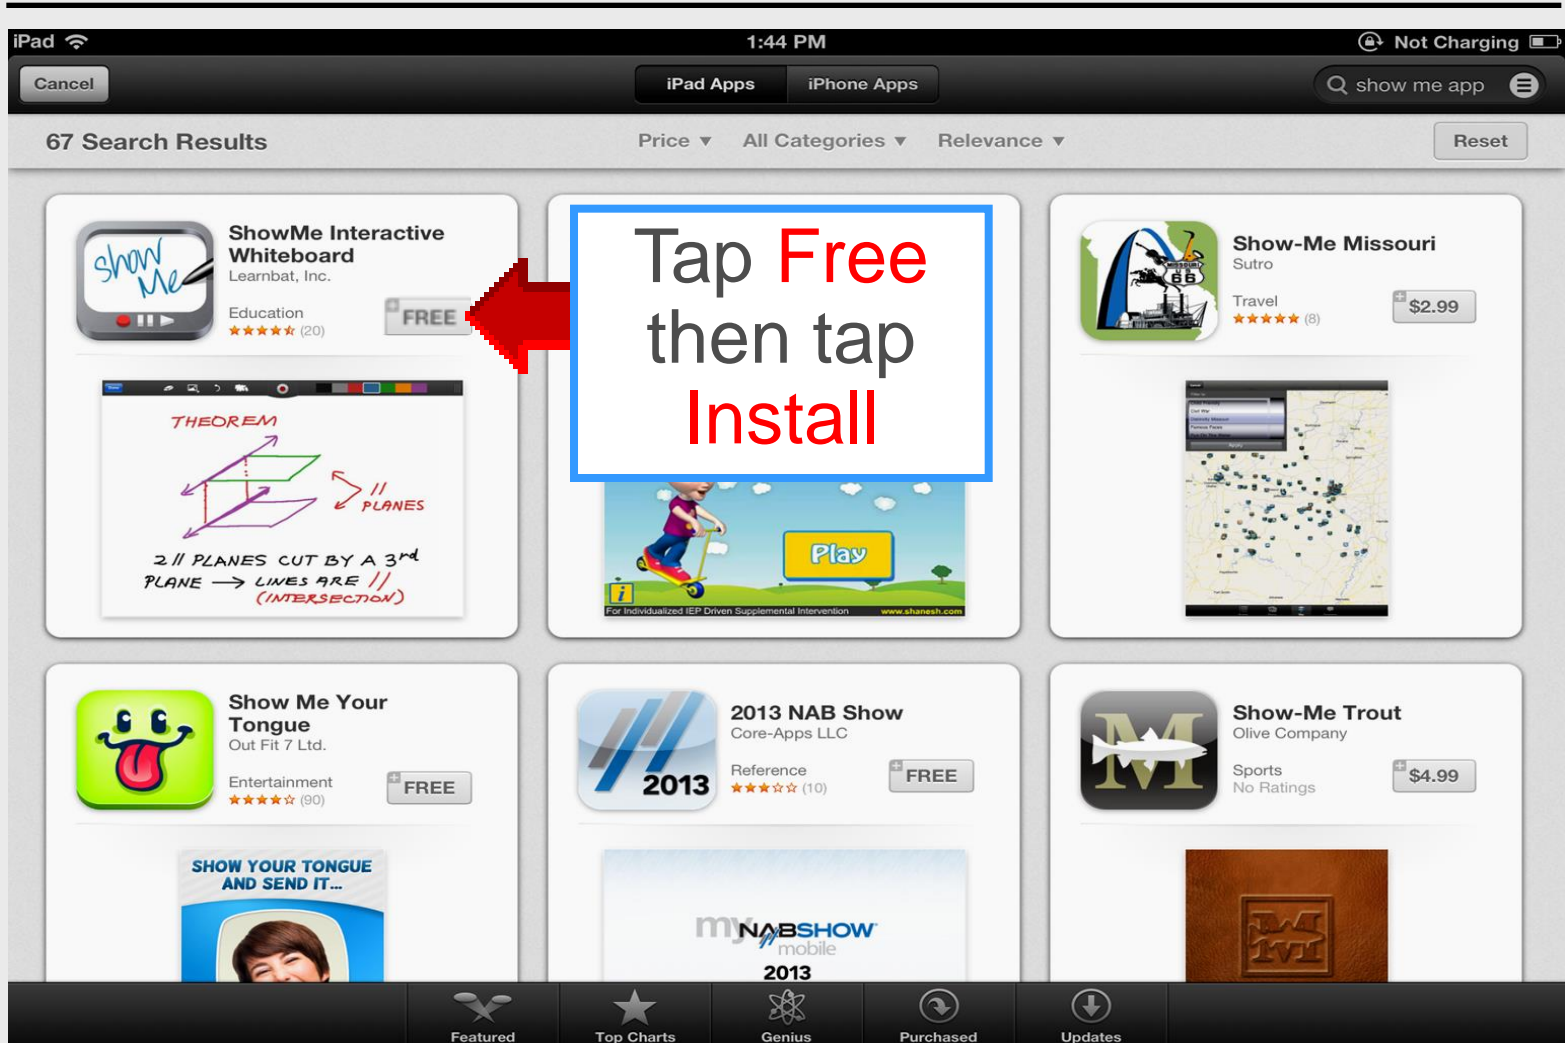 iPad
1:44 PM
Not Charging
Cancel
iPad Apps
iPhone Apps
show me app
67 Search Results
Price ▼
All Categories ▼
Relevance ▼
Reset
show
Me
ShowMe Interactive
Whiteboard
Learnbat, Inc.
Education
(20)
FREE
THEOREM
//
PLANES
2 // PLANES CUT BY A 3rd
PLANE → LINES ARE //
(INTERSECTION)
Tap Free
then tap
Install
Play
i
For Individualized IEP Driven Supplemental Intervention
www.shanesh.com
MISSOURI
US
66
Show-Me Missouri
Sutro
Travel
(8)
$2.99
Show Me Your
Tongue
Out Fit 7 Ltd.
Entertainment
(90)
FREE
SHOW YOUR TONGUE
AND SEND IT...
2013
2013 NAB Show
Core-Apps LLC
Reference
(10)
FREE
myNABSHOW
mobile
2013
M
Show-Me Trout
Olive Company
Sports
No Ratings
$4.99
Featured
Top Charts
Genius
Purchased
Updates